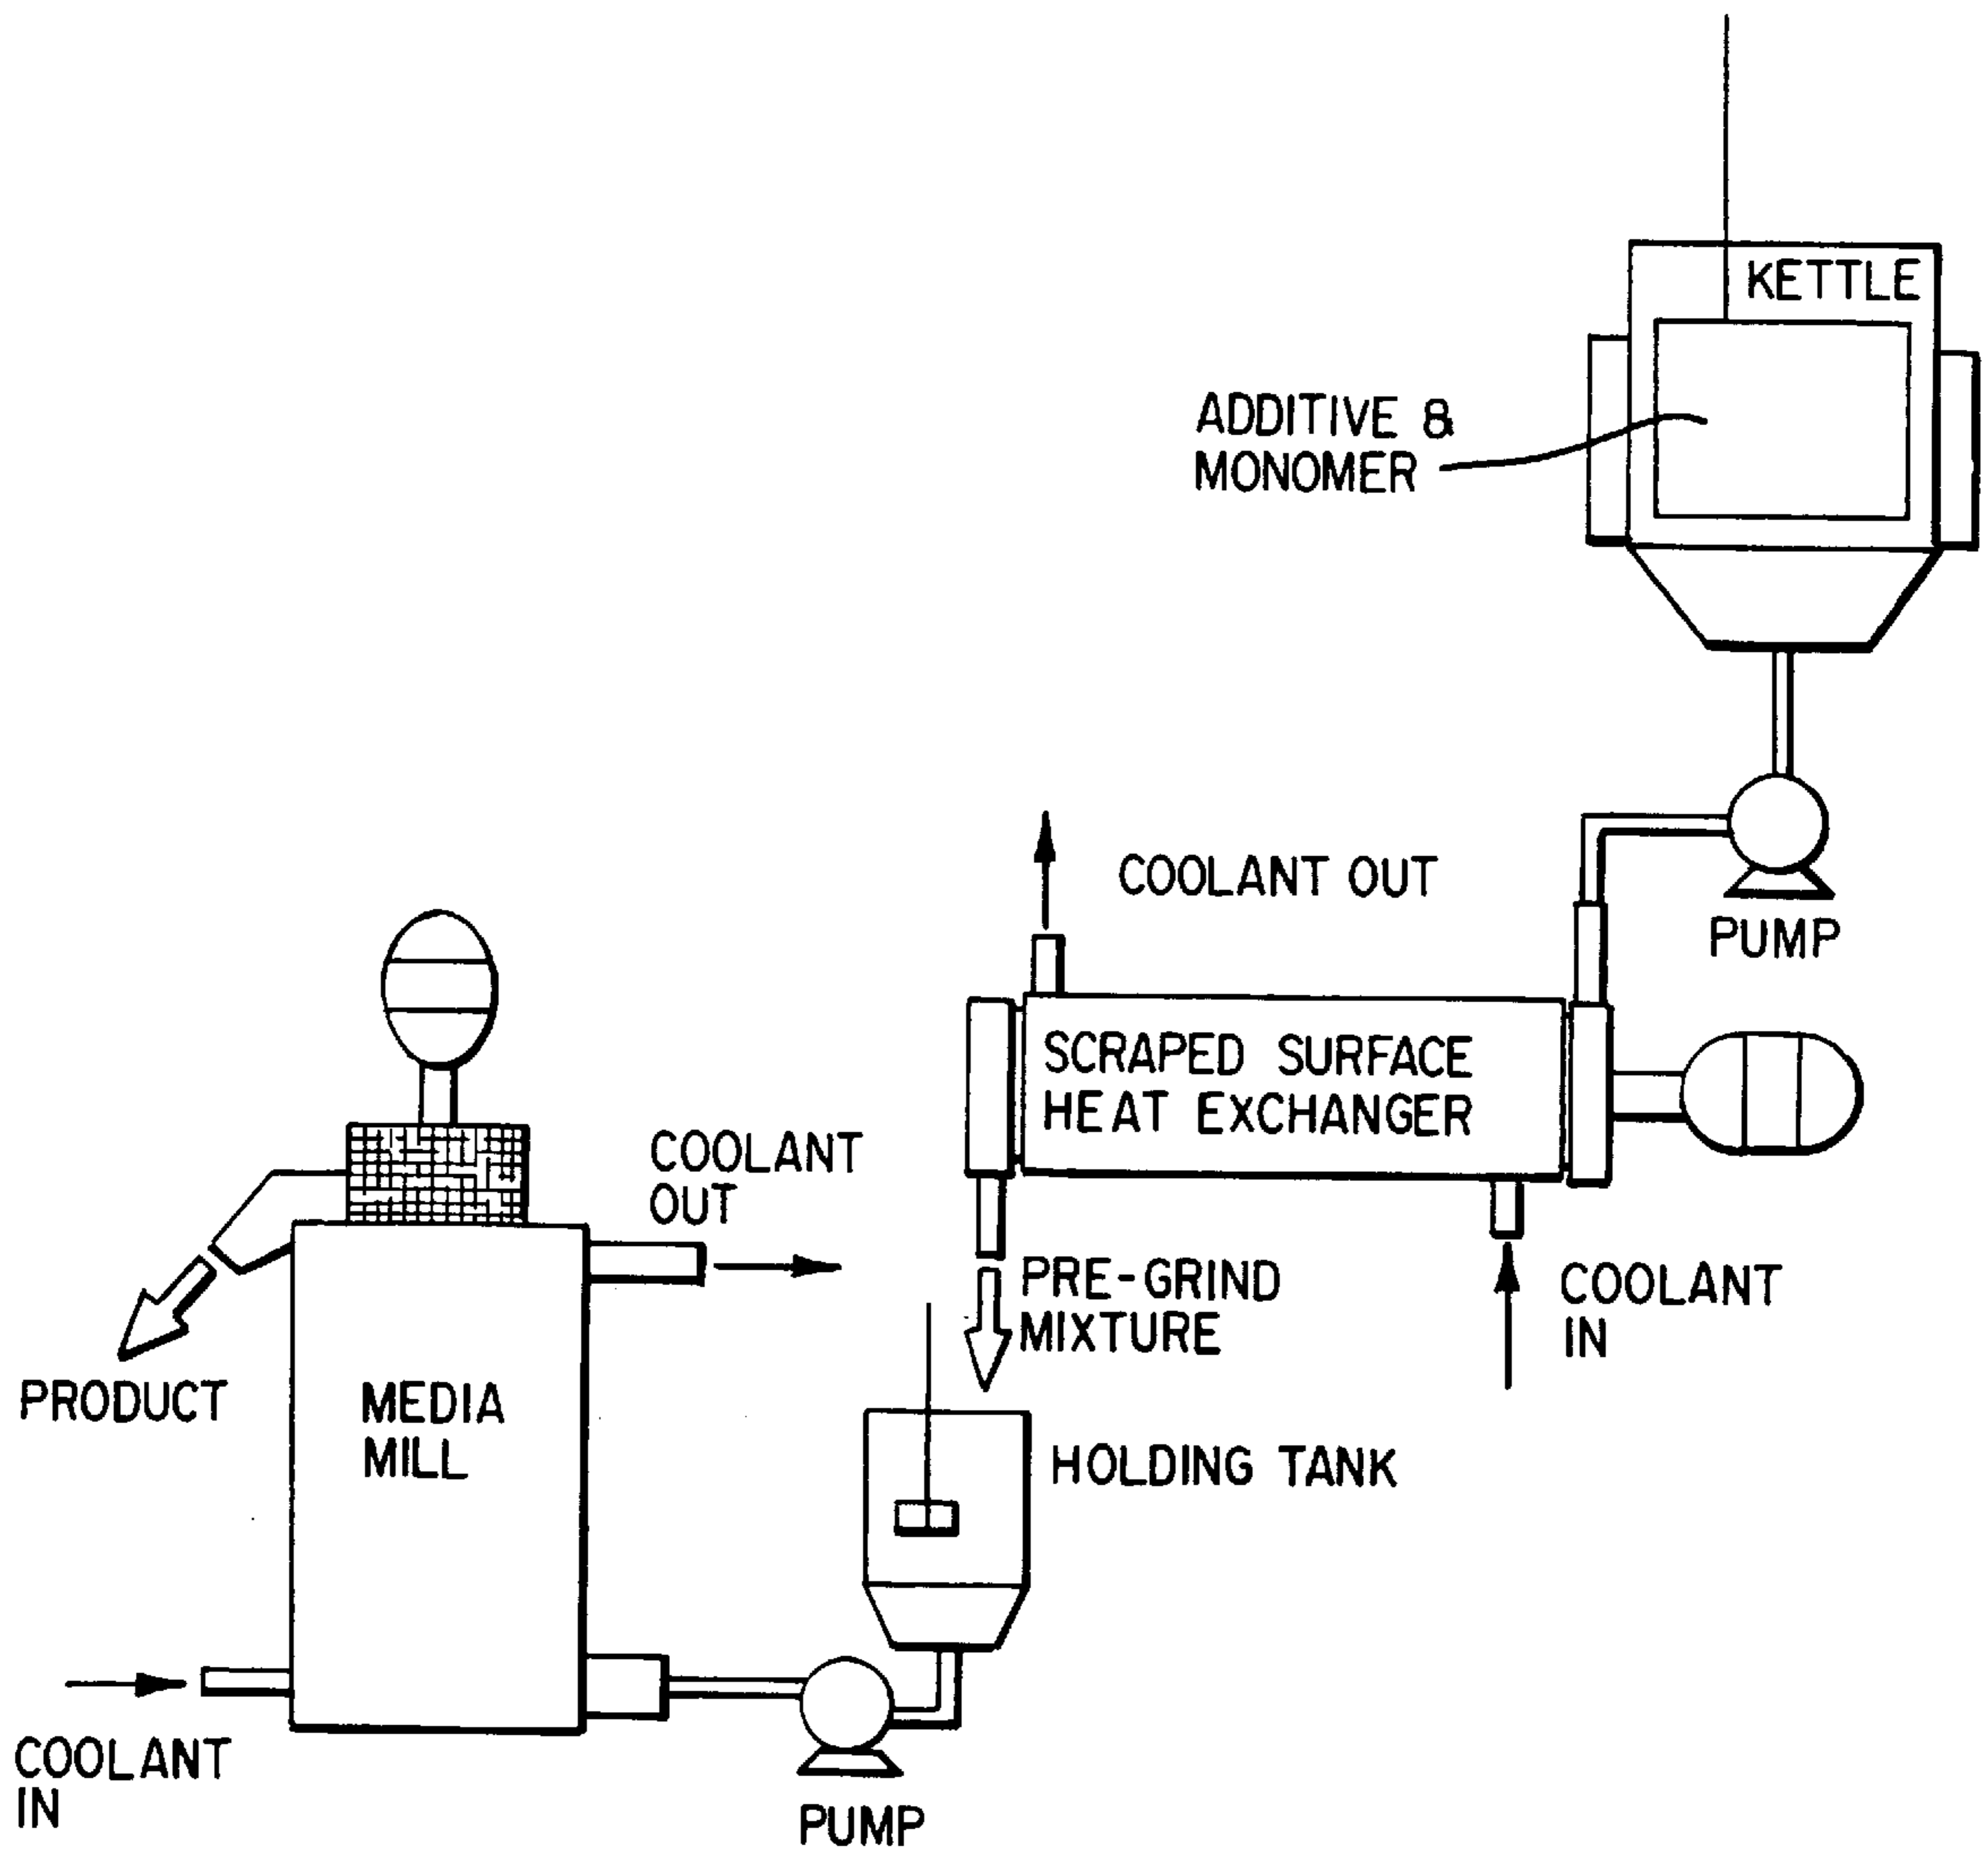 KETTLE
ADDITIVE &
MONOMER
PUMP
COOLANT OUT
SCRAPED SURFACE
HEAT EXCHANGER
COOLANT
OUT
PRE-GRIND
MIXTURE
COOLANT
IN
PRODUCT
MEDIA
MILL
HOLDING TANK
COOLANT
IN
PUMP